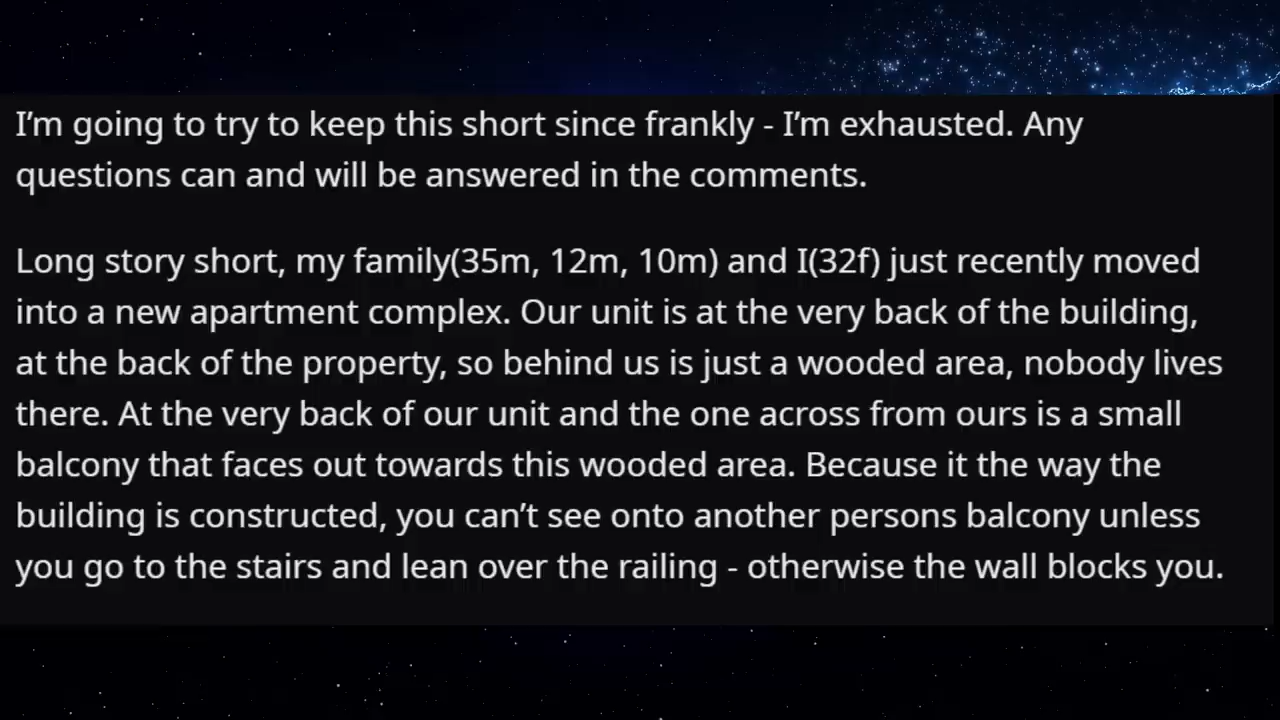 I'm going to try to keep this short since frankly - I'm exhausted. Any
questions can and will be answered in the comments.
Long story short, my family(35m, 12m, 10m) and I(32f) just recently moved
into a new apartment complex. Our unit is at the very back of the building,
at the back of the property, so behind us is just a wooded area, nobody lives
there. At the very back of our unit and the one across from ours is a small
balcony that faces out towards this wooded area. Because it the way the
building is constructed, you can't see onto another persons balcony unless
you go to the stairs and lean over the railing - otherwise the wall blocks you.